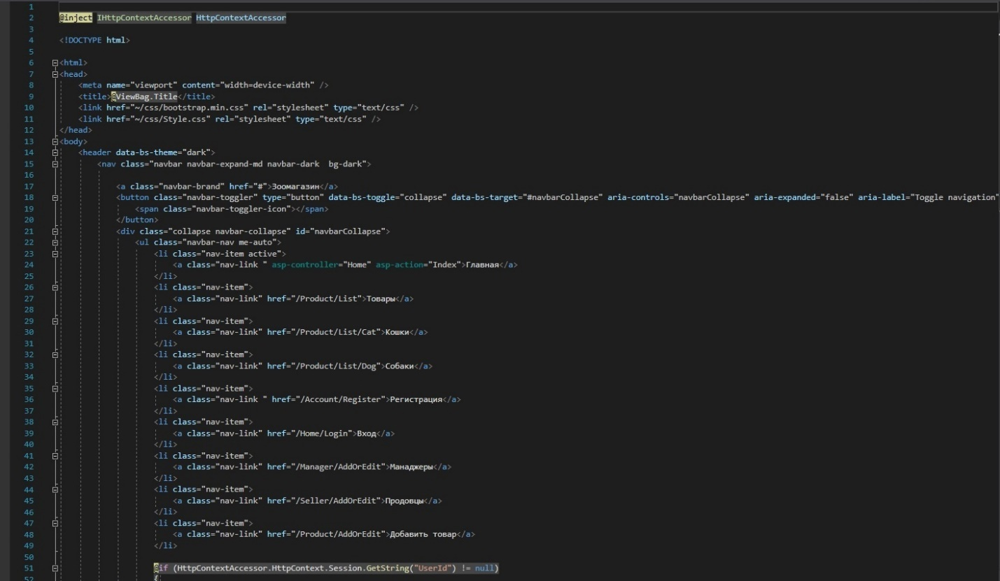 1
2 @inject IHttpContextAccessor HttpContextAccessor
3
4 <!DOCTYPE html>
5
6 <html>
7 <head>
8 <meta name="viewport" content="width=device-width" />
9 <title>@ViewBag.Title</title>
10 <link href="~/css/bootstrap.min.css" rel="stylesheet" type="text/css" />
11 <link href="~/css/Style.css" rel="stylesheet" type="text/css" />
12 </head>
13 <body>
14 <header data-bs-theme="dark">
15 <nav class="navbar navbar-expand-md navbar-dark  bg-dark">
16
17 <a class="navbar-brand" href="#">Зоомагазин</a>
18 <button class="navbar-toggler" type="button" data-bs-toggle="collapse" data-bs-target="#navbarCollapse" aria-controls="navbarCollapse" aria-expanded="false" aria-label="Toggle navigation"
19 <span class="navbar-toggler-icon"></span>
20 </button>
21 <div class="collapse navbar-collapse" id="navbarCollapse">
22 <ul class="navbar-nav me-auto">
23 <li class="nav-item active">
24 <a class="nav-link " asp-controller="Home" asp-action="Index">Главная</a>
25 </li>
26 <li class="nav-item">
27 <a class="nav-link" href="/Product/List">Товары</a>
28 </li>
29 <li class="nav-item">
30 <a class="nav-link" href="/Product/List/Cat">Кошки</a>
31 </li>
32 <li class="nav-item">
33 <a class="nav-link" href="/Product/List/Dog">Собаки</a>
34 </li>
35 <li class="nav-item">
36 <a class="nav-link " href="/Account/Register">Регистрация</a>
37 </li>
38 <li class="nav-item">
39 <a class="nav-link" href="/Home/Login">Вход</a>
40 </li>
41 <li class="nav-item">
42 <a class="nav-link" href="/Manager/AddOrEdit">Манаджеры</a>
43 </li>
44 <li class="nav-item">
45 <a class="nav-link" href="/Seller/AddOrEdit">Продовцы</a>
46 </li>
47 <li class="nav-item">
48 <a class="nav-link" href="/Product/AddOrEdit">Добавить товар</a>
49 </li>
50
51 @if (HttpContextAccessor.HttpContext.Session.GetString("UserId") != null)
52 {